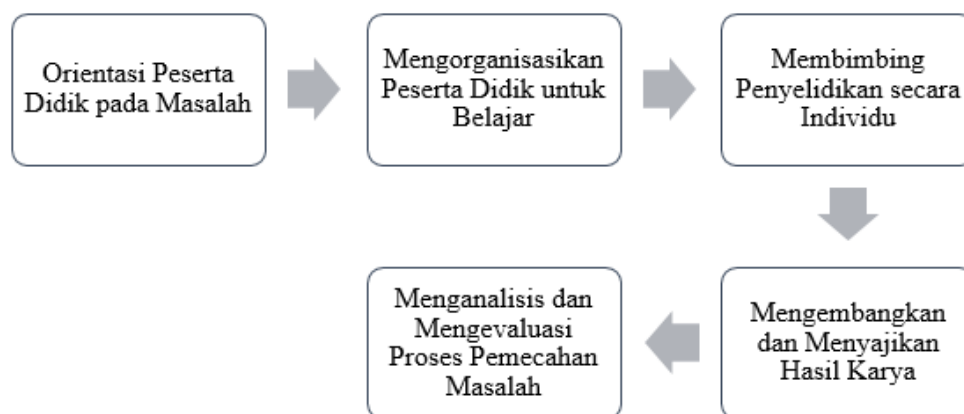 Orientasi Peserta
Didik pada Masalah
Mengorganisasikan
Peserta Didik untuk
Belajar
Membimbing
Penyelidikan secara
Individu
Mengembangkan
dan Menyajikan
Hasil Karya
Menganalisis dan
Mengevaluasi
Proses Pemecahan
Masalah